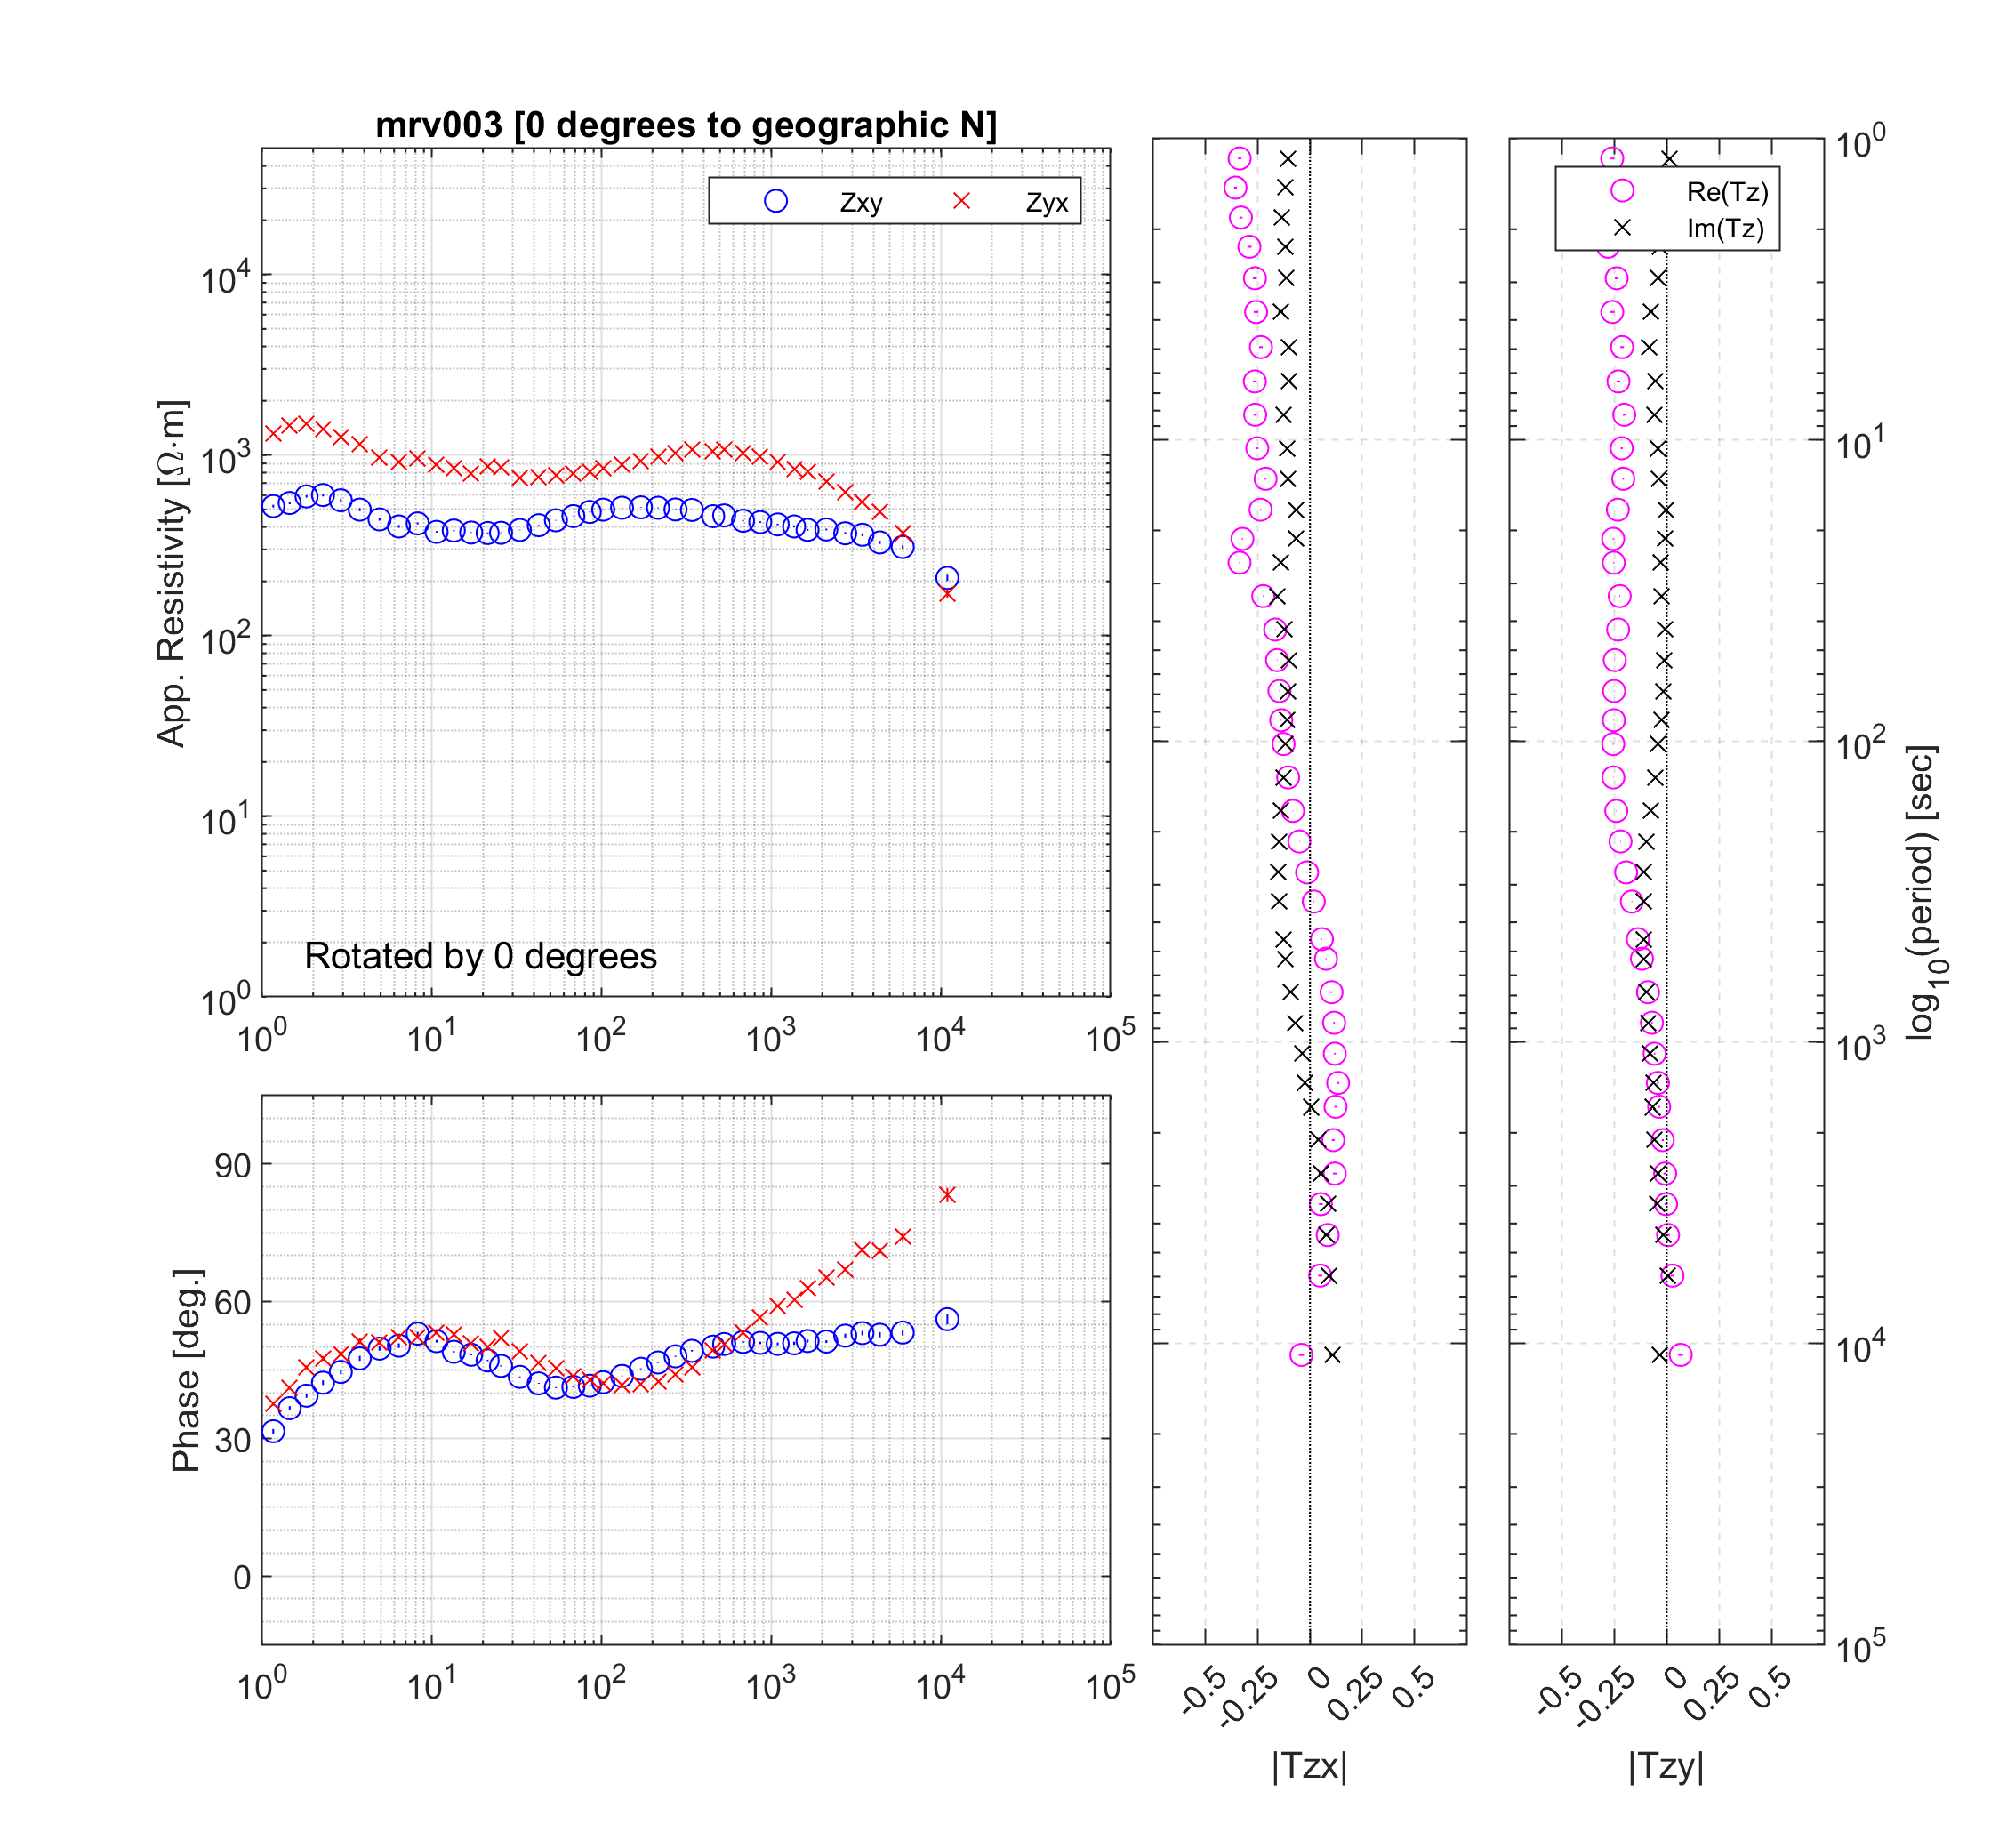 mrv003 [0 degrees to geographic N]
Zxy Zyx
App. Resistivity [Ω·m]
10^4
10^3
10^2
10^1
10^0
Rotated by 0 degrees
10^0 10^1 10^2 10^3 10^4 10^5
Phase [deg.]
90
60
30
0
10^0 10^1 10^2 10^3 10^4 10^5
-0.5 -0.25 0 0.25 0.5
|Tzx|
Re(Tz)
Im(Tz)
-0.5 -0.25 0 0.25 0.5
|Tzy|
10^0
10^1
10^2
10^3
10^4
10^5
log10(period) [sec]